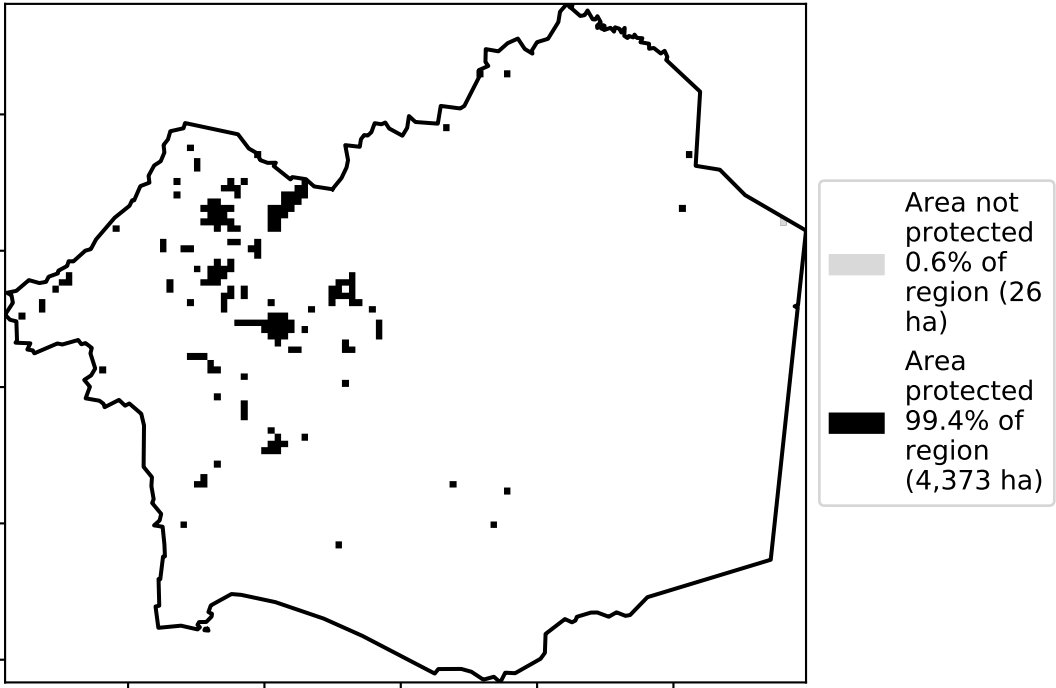 Area not
protected
0.6% of
region (26
ha)
Area
protected
99.4% of
region
(4,373 ha)